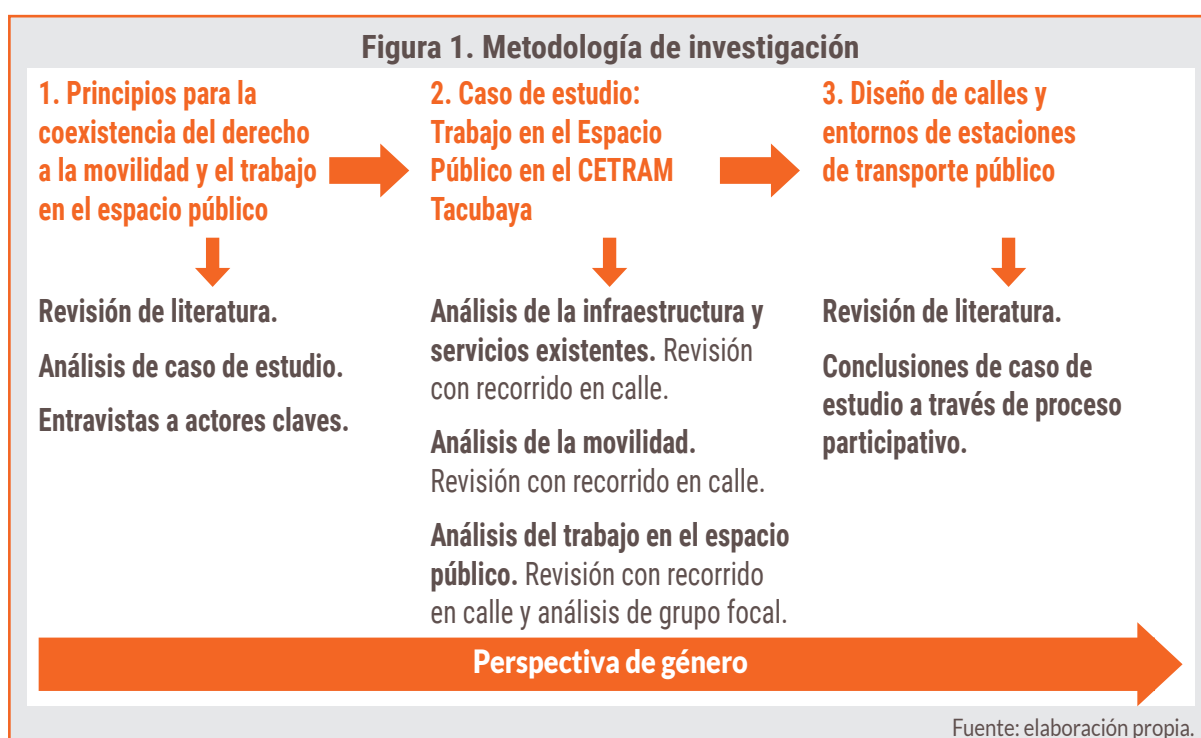 Figura 1. Metodología de investigación
1. Principios para la
coexistencia del derecho
a la movilidad y el trabajo
en el espacio público
2. Caso de estudio:
Trabajo en el Espacio
Público en el CETRAM
Tacubaya
3. Diseño de calles y
entornos de estaciones
de transporte público
Revisión de literatura.
Análisis de caso de estudio.
Entravistas a actores claves.
Análisis de la infraestructura y
servicios existentes. Revisión
con recorrido en calle.
Análisis de la movilidad.
Revisión con recorrido en calle.
Análisis del trabajo en el espacio
público. Revisión con recorrido
en calle y análisis de grupo focal.
Revisión de literatura.
Conclusiones de caso de
estudio a través de proceso
participativo.
Perspectiva de género
Fuente: elaboración propia.